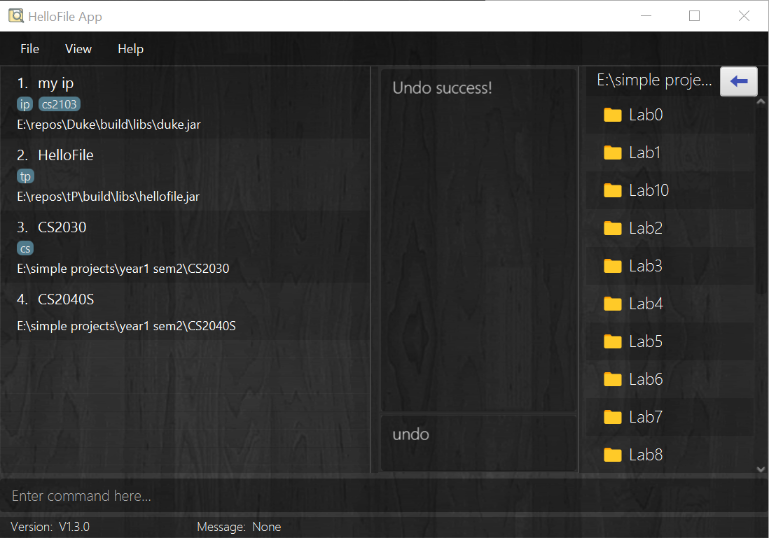 HelloFile App
File View Help
1. my ip
ip cs2103
E:\repos\Duke\build\libs\duke.jar
2. HelloFile
tp
E:\repos\tP\build\libs\hellofile.jar
3. CS2030
cs
E:\simple projects\year1 sem2\CS2030
4. CS2040S
E:\simple projects\year1 sem2\CS2040S
Undo success!
undo
E:\simple proje...
Lab0
Lab1
Lab10
Lab2
Lab3
Lab4
Lab5
Lab6
Lab7
Lab8
Enter command here...
Version: V1.3.0 Message: None